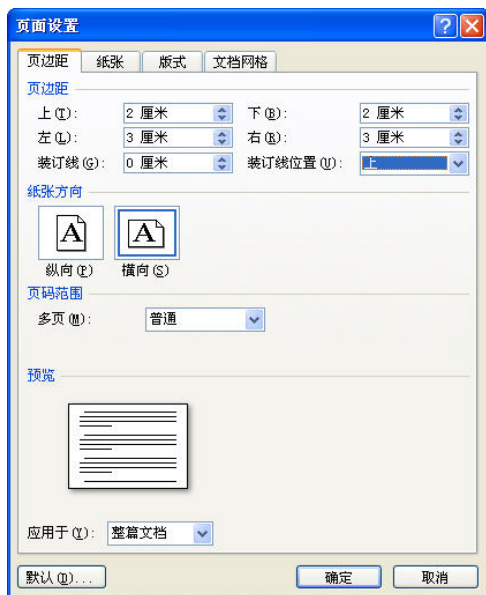 页面设置
页边距 纸张 版式 文档网格
页边距
上(T): 2 厘米 下(B): 2 厘米
左(L): 3 厘米 右(R): 3 厘米
装订线(G): 0 厘米 装订线位置(U): 上
纸张方向
A A
纵向(P) 横向(S)
页码范围
多页(M): 普通
预览
应用于(Y): 整篇文档
默认(D)... 确定 取消